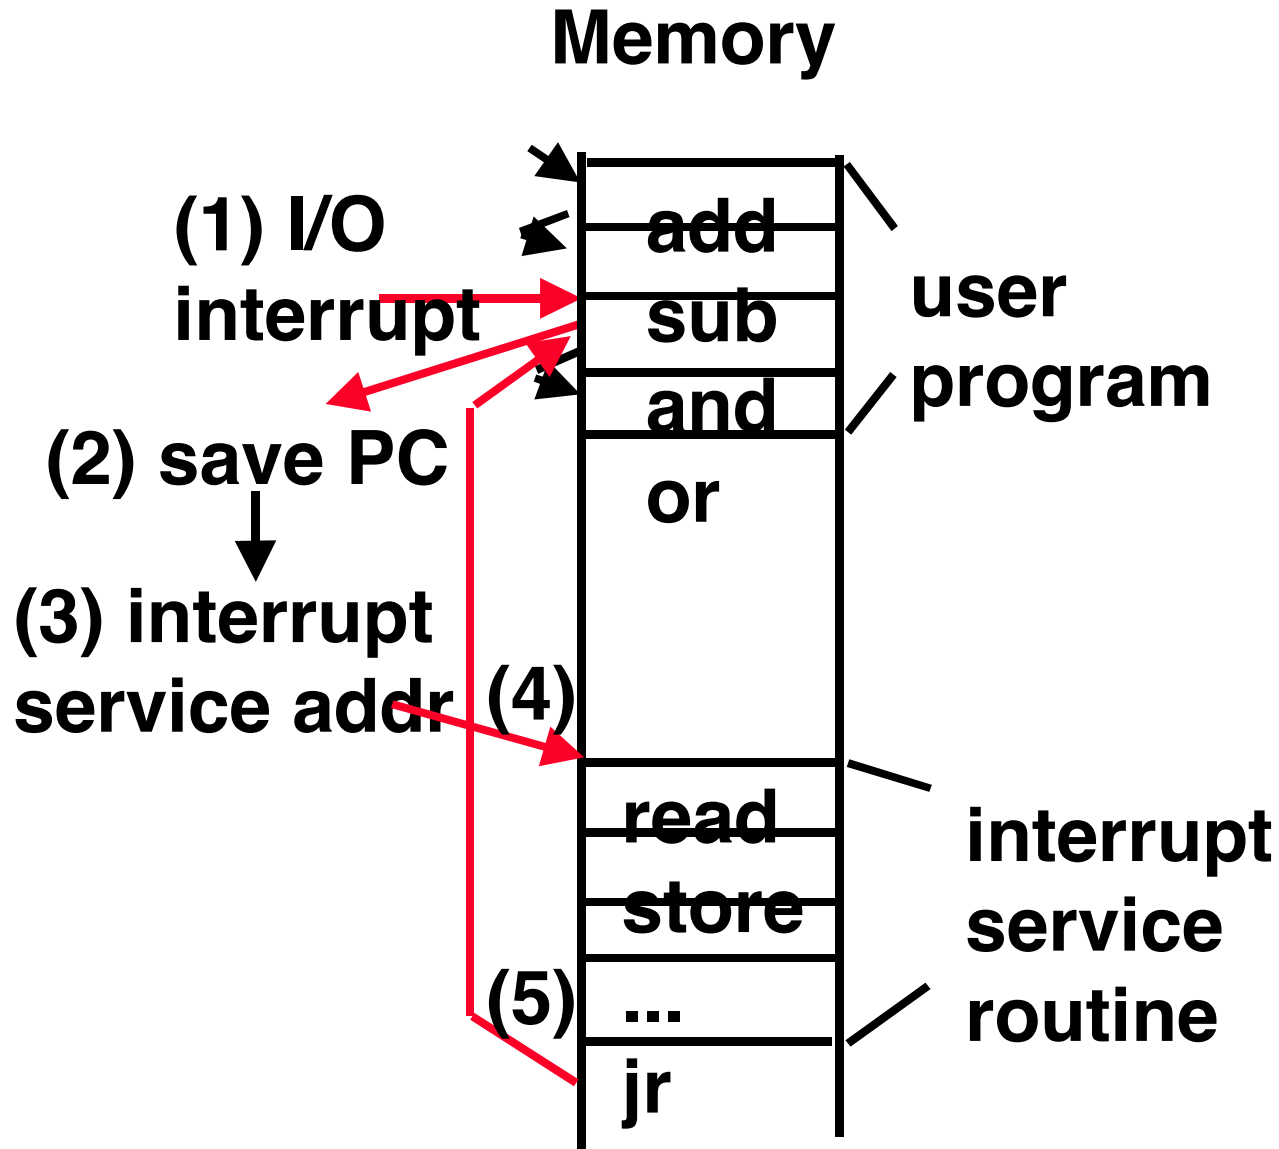 Memory
(1) I/O
interrupt
(2) save PC
(3) interrupt
service addr
(4)
(5)
add
sub
and
or
read
store
...
jr
user
program
interrupt
service
routine